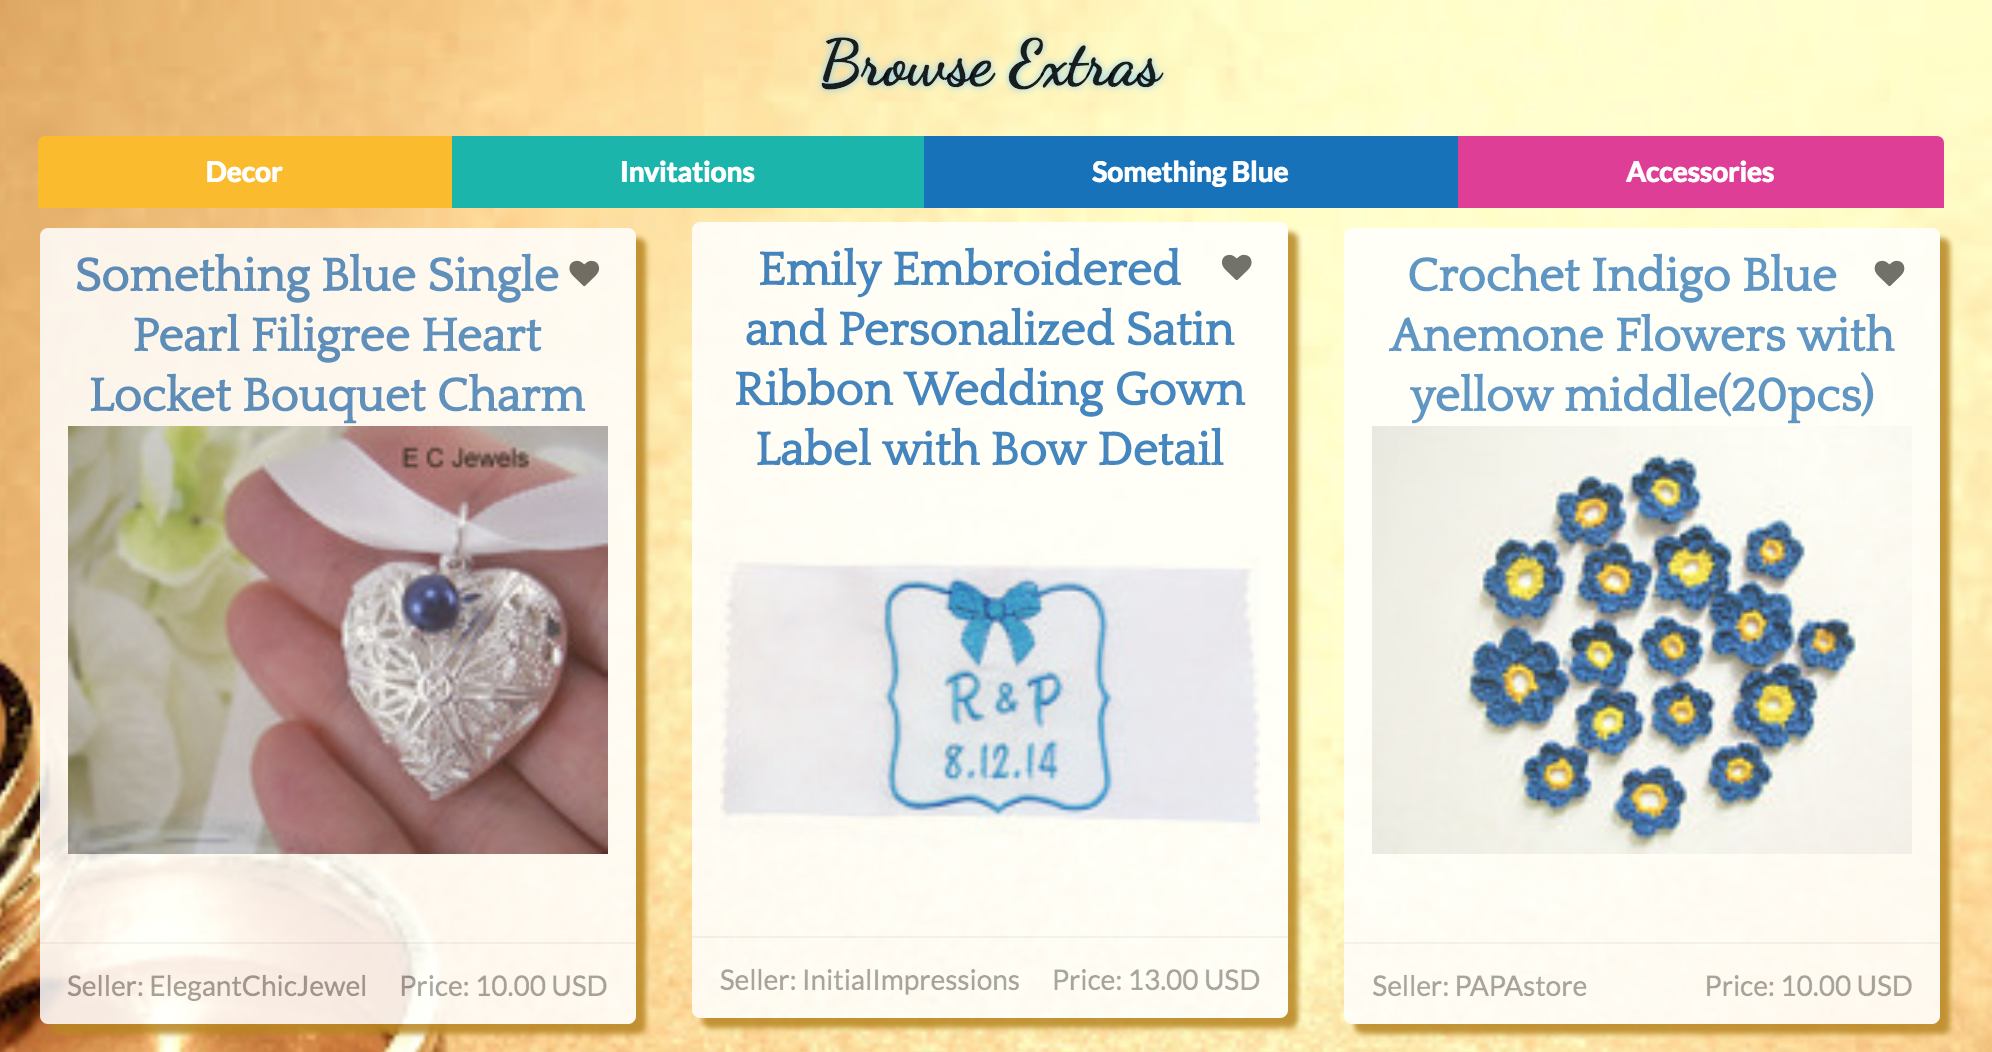 Browse Extras
Decor
Invitations
Something Blue
Accessories
Something Blue Single
Pearl Filigree Heart
Locket Bouquet Charm
E C Jewels
Seller: ElegantChicJewel
Price: 10.00 USD
Emily Embroidered
and Personalized Satin
Ribbon Wedding Gown
Label with Bow Detail
R & P
8.12.14
Seller: InitialImpressions
Price: 13.00 USD
Crochet Indigo Blue
Anemone Flowers with
yellow middle(20pcs)
Seller: PAPAstore
Price: 10.00 USD